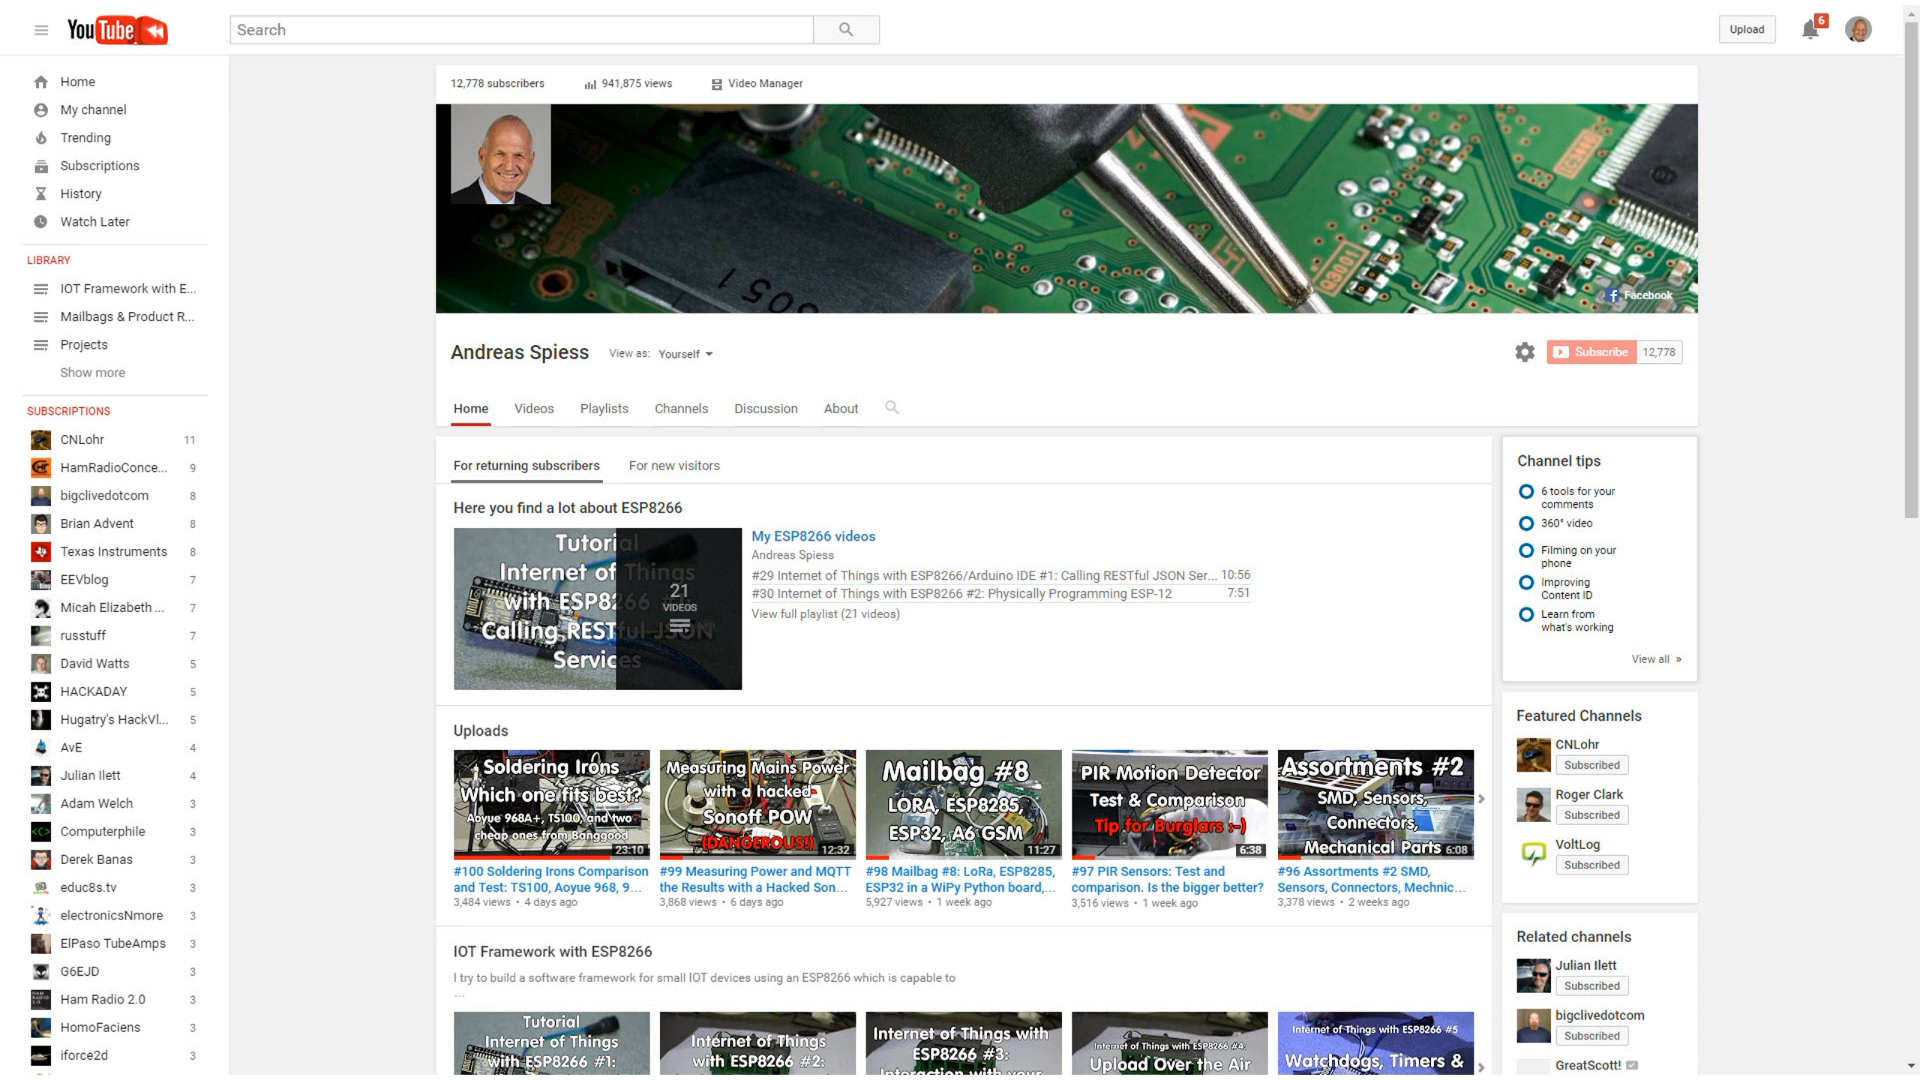 YouTube
Search
Upload
6
Home
My channel
Trending
Subscriptions
History
Watch Later
LIBRARY
IOT Framework with E...
Mailbags & Product R...
Projects
Show more
SUBSCRIPTIONS
CNLohr 11
HamRadioConce... 9
bigclivedotcom 8
Brian Advent 8
Texas Instruments 8
EEVblog 7
Micah Elizabeth ... 7
russtuff 7
David Watts 5
HACKADAY 5
Hugatry's HackVl... 5
AvE 4
Julian Ilett 4
Adam Welch 3
Computerphile 3
Derek Banas 3
educ8s.tv 3
electronicsNmore 3
ElPaso TubeAmps 3
G6EJD 3
Ham Radio 2.0 3
HomoFaciens 3
iforce2d 3
12,778 subscribers
941,875 views
Video Manager
Facebook
Andreas Spiess
View as: Yourself
Subscribe 12,778
Home Videos Playlists Channels Discussion About
For returning subscribers For new visitors
Here you find a lot about ESP8266
Tutorial
Internet of Things
with ESP8266 #1:
Calling RESTful JSON
Services
21
VIDEOS
My ESP8266 videos
Andreas Spiess
#29 Internet of Things with ESP8266/Arduino IDE #1: Calling RESTful JSON Ser... 10:56
#30 Internet of Things with ESP8266 #2: Physically Programming ESP-12 7:51
View full playlist (21 videos)
Uploads
Soldering Irons
Which one fits best?
Aoyue 968A+, TS100, and two
cheap ones from Banggood
23:10
#100 Soldering Irons Comparison
and Test: TS100, Aoyue 968, 9...
3,484 views • 4 days ago
Measuring Mains Power
with a hacked
Sonoff POW
(DANGEROUS!)
12:32
#99 Measuring Power and MQTT
the Results with a Hacked Son...
3,868 views • 6 days ago
Mailbag #8
LORA, ESP8285,
ESP32, A6 GSM
11:27
#98 Mailbag #8: LoRa, ESP8285,
ESP32 in a WiPy Python board,...
5,927 views • 1 week ago
PIR Motion Detector
Test & Comparison
Tip for Burglars :-)
6:38
#97 PIR Sensors: Test and
comparison. Is the bigger better?
3,516 views • 1 week ago
Assortments #2
SMD, Sensors,
Connectors,
Mechanical Parts
6:08
#96 Assortments #2 SMD,
Sensors, Connectors, Mechnic...
3,378 views • 2 weeks ago
IOT Framework with ESP8266
I try to build a software framework for small IOT devices using an ESP8266 which is capable to
...
Tutorial
Internet of Things
with ESP8266 #1:
Internet of Things
with ESP8266 #2:
Internet of Things with
ESP8266 #3:
Interaction with your
Internet of Things with ESP8266 #4:
Upload Over the Air
Internet of Things with ESP8266 #5
Watchdogs, Timers &
Channel tips
6 tools for your
comments
360° video
Filming on your
phone
Improving
Content ID
Learn from
what's working
View all »
Featured Channels
CNLohr
Subscribed
Roger Clark
Subscribed
VoltLog
Subscribed
Related channels
Julian Ilett
Subscribed
bigclivedotcom
Subscribed
GreatScott!